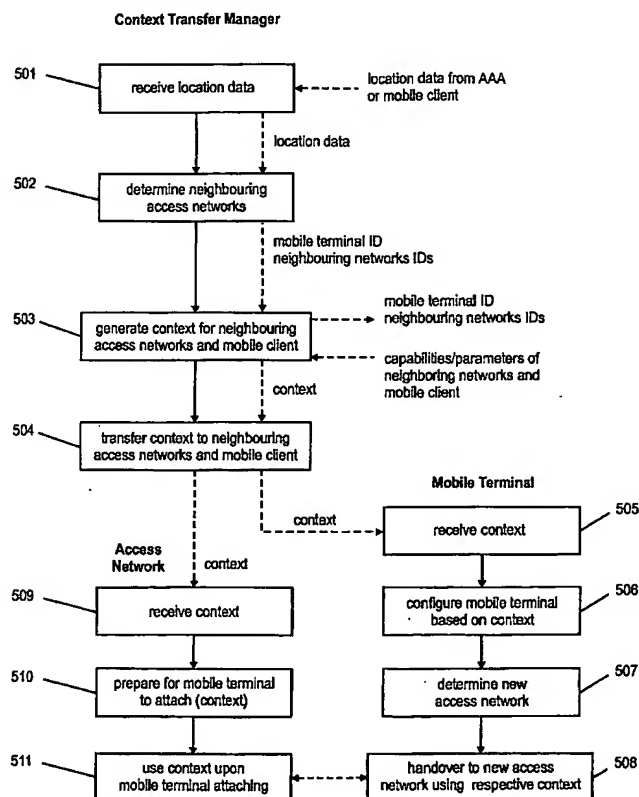 Context Transfer Manager
501
receive location data
location data from AAA
or mobile client
location data
502
determine neighbouring
access networks
mobile terminal ID
neighbouring networks IDs
503
generate context for neighbouring
access networks and mobile client
mobile terminal ID
neighbouring networks IDs
capabilities/parameters of
neighboring networks and
mobile client
context
504
transfer context to neighbouring
access networks and mobile client
Mobile Terminal
context
505
receive context
Access
Network
context
509
receive context
506
configure mobile terminal
based on context
510
prepare for mobile terminal
to attach (context)
507
determine new
access network
511
use context upon
mobile terminal attaching
508
handover to new access
network using respective context